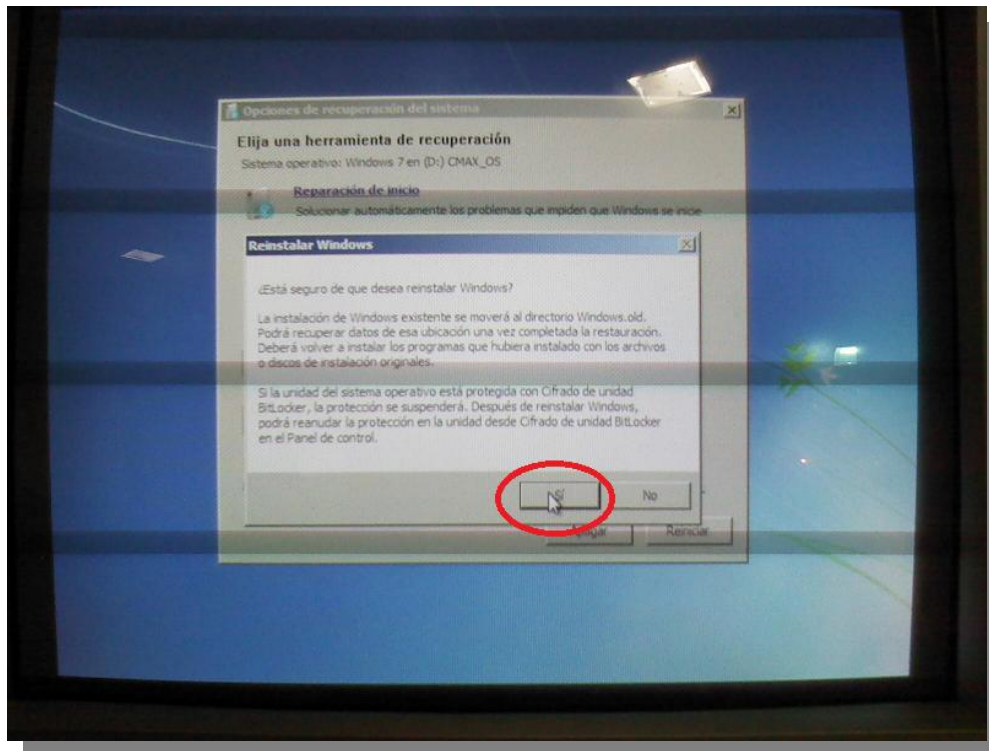 Opciones de recuperación del sistema
Elija una herramienta de recuperación
Sistema operativo: Windows 7 en (D:) CMAX_OS
Reparación de inicio
Solucionar automáticamente los problemas que impiden que Windows se inicie
Reinstalar Windows
¿Está seguro de que desea reinstalar Windows?
La instalación de Windows existente se moverá al directorio Windows.old.
Podrá recuperar datos de esa ubicación una vez completada la restauración.
Deberá volver a instalar los programas que hubiera instalado con los archivos
o discos de instalación originales.
Si la unidad del sistema operativo está protegida con Cifrado de unidad
BitLocker, la protección se suspenderá. Después de reinstalar Windows,
podrá reanudar la protección en la unidad desde Cifrado de unidad BitLocker
en el Panel de control.
Sí No
Apagar Reiniciar